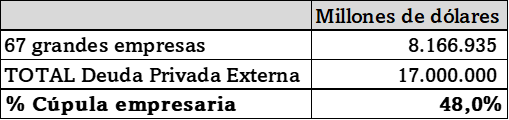 Millones de dólares
67 grandes empresas 8.166.935
TOTAL Deuda Privada Externa 17.000.000
% Cúpula empresaria 48,0%